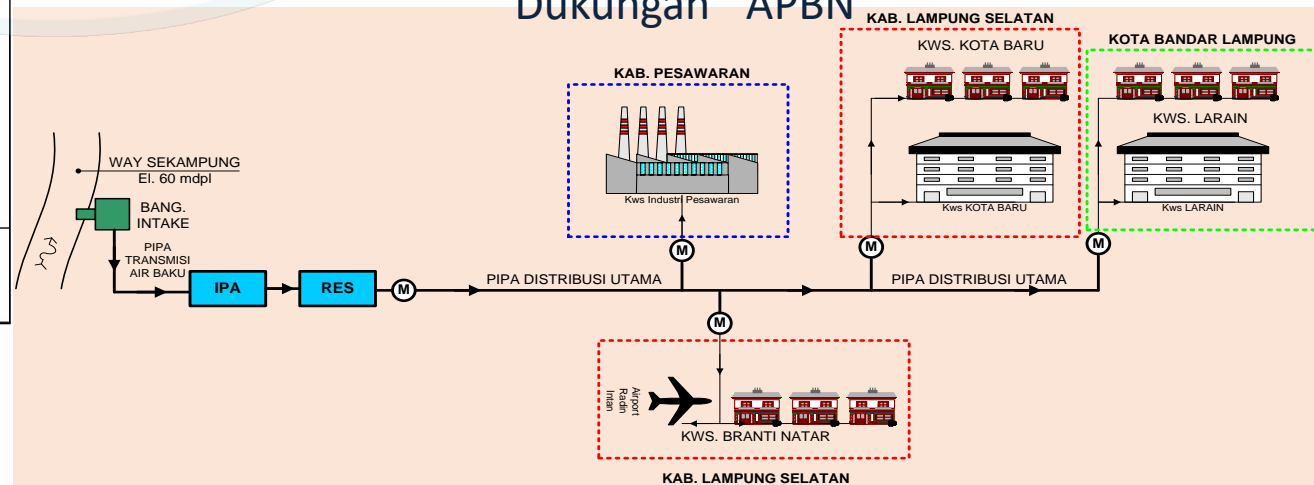 Dukungan APBN
KAB. LAMPUNG SELATAN
KWS. KOTA BARU
KOTA BANDAR LAMPUNG
KAB. PESAWARAN
KWS. LARAIN
WAY SEKAMPUNG
El. 60 mdpl
Kws Industri Pesawaran
Kws KOTA BARU
Kws LARAIN
BANG.
INTAKE
PIPA
TRANSMISI
AIR BAKU
M
M
M
IPA
RES
M
PIPA DISTRIBUSI UTAMA
PIPA DISTRIBUSI UTAMA
M
Airport
Radin
Intan
KWS. BRANTI NATAR
KAB. LAMPUNG SELATAN